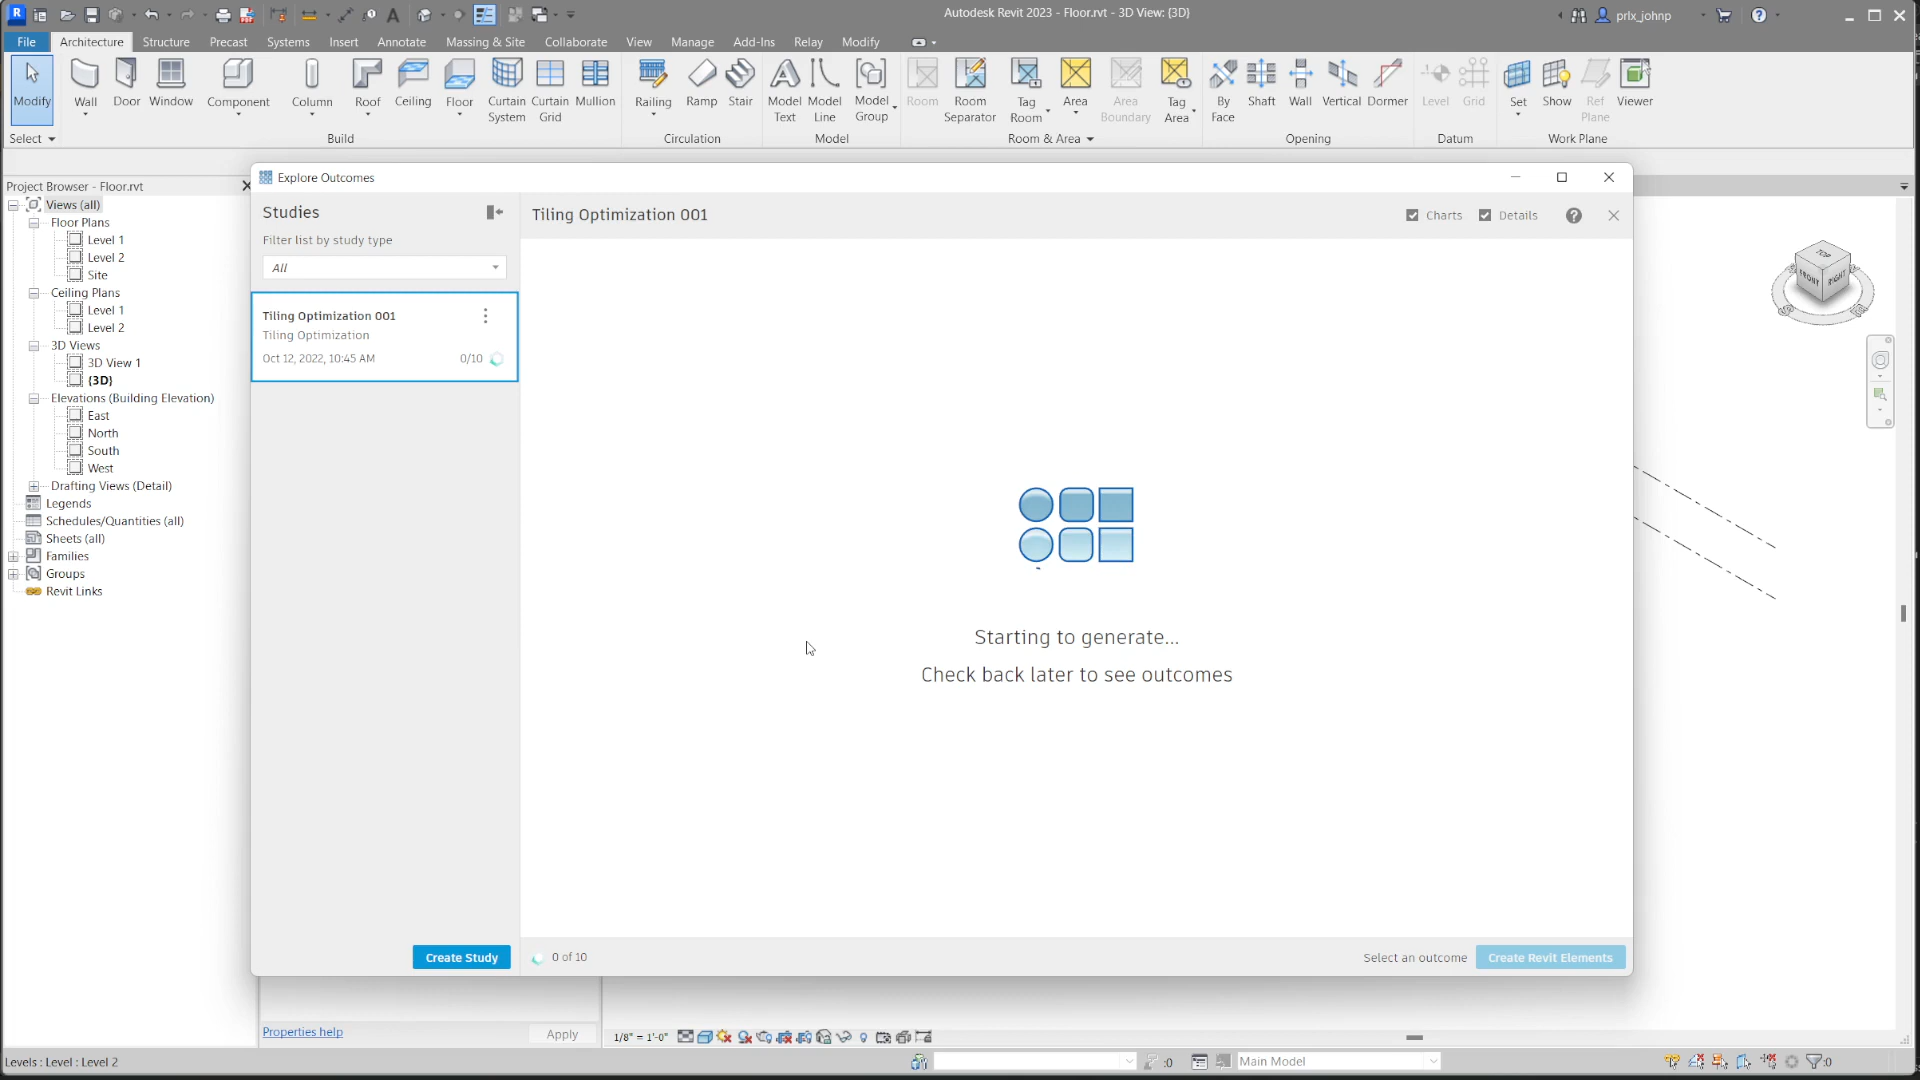 Autodesk Revit 2023 - Floor.rvt - 3D View: {3D}
prlx_johnp
File Architecture Structure Precast Systems Insert Annotate Massing & Site Collaborate View Manage Add-Ins Relay Modify
Modify Wall Door Window Component Column Roof Ceiling Floor Curtain System Curtain Grid Mullion Railing Ramp Stair Model Text Model Line Model Group Room Room Separator Tag Room Area Area Boundary Tag Area By Face Shaft Wall Vertical Dormer Level Grid Set Show Ref Plane Viewer
Select Build Circulation Model Room & Area Opening Datum Work Plane
Project Browser - Floor.rvt
Views (all)
Floor Plans
Level 1
Level 2
Site
Ceiling Plans
Level 1
Level 2
3D Views
3D View 1
{3D}
Elevations (Building Elevation)
East
North
South
West
Drafting Views (Detail)
Legends
Schedules/Quantities (all)
Sheets (all)
Families
Groups
Revit Links
Explore Outcomes
Studies
Filter list by study type
All
Tiling Optimization 001
Tiling Optimization
Oct 12, 2022, 10:45 AM 0/10
Create Study
Tiling Optimization 001
Charts Details
Starting to generate...
Check back later to see outcomes
0 of 10
Select an outcome Create Revit Elements
TOP
FRONT RIGHT
Properties help Apply
1/8" = 1'-0"
Levels : Level : Level 2
:0
Main Model
:0